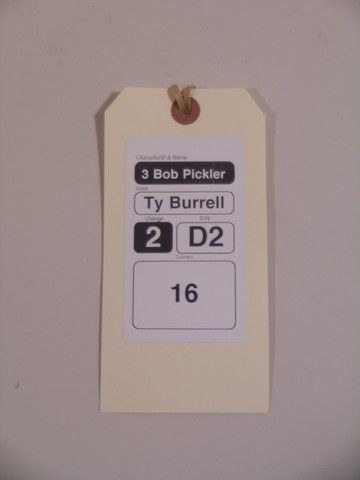 CharacterID & Name
3 Bob Pickler
Actor
Ty Burrell
Change D/N
2 D2
Scenes
16